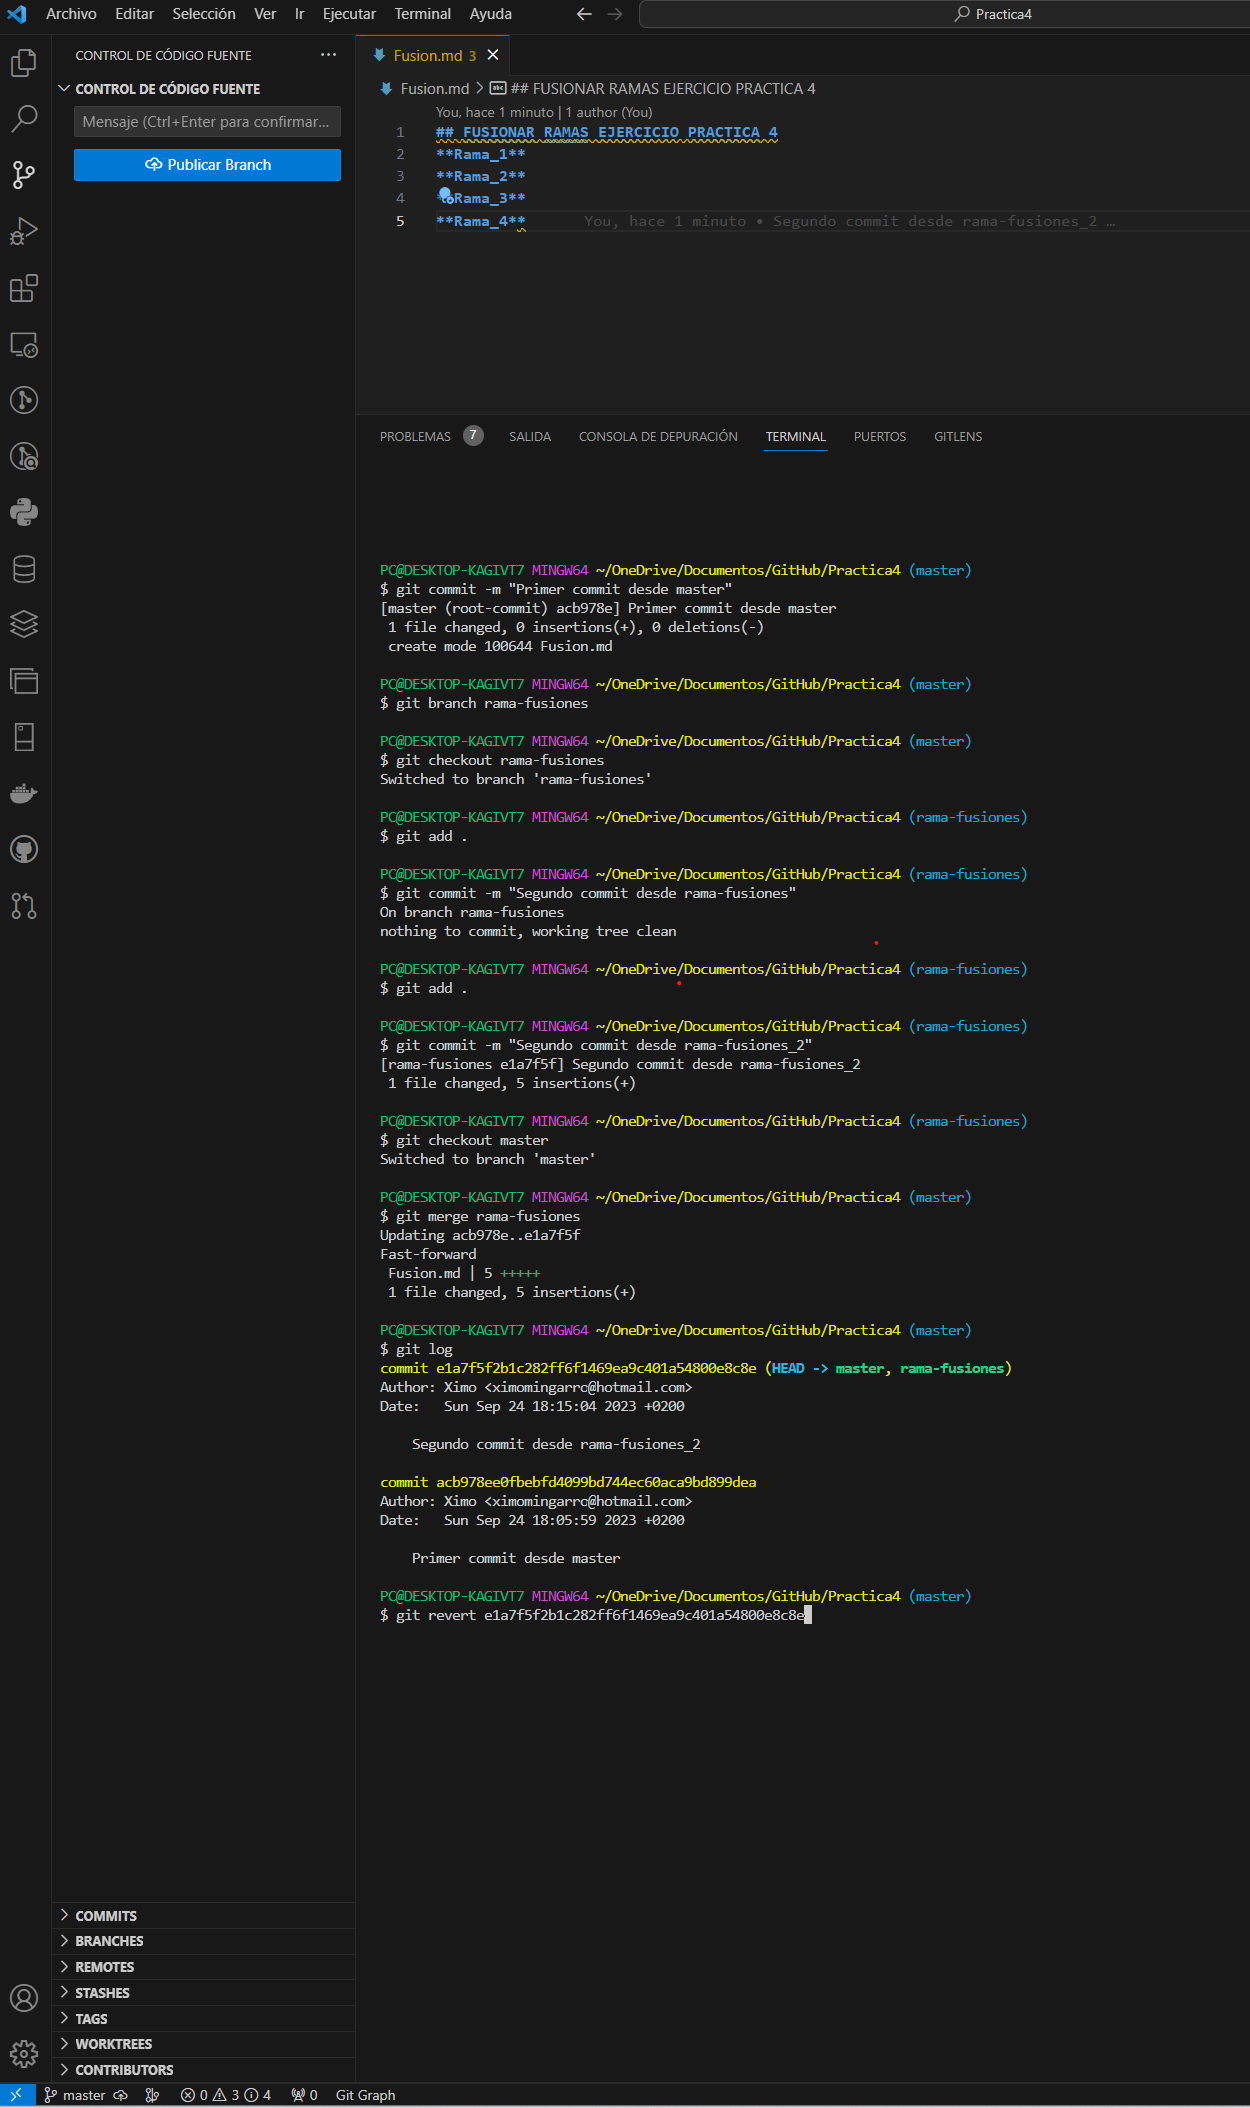 Archivo Editar Selección Ver Ir Ejecutar Terminal Ayuda
Practica4
CONTROL DE CÓDIGO FUENTE
CONTROL DE CÓDIGO FUENTE
Mensaje (Ctrl+Enter para confirmar...
Publicar Branch
Fusion.md 3
Fusion.md > ## FUSIONAR RAMAS EJERCICIO PRACTICA 4
You, hace 1 minuto | 1 author (You)
1 ## FUSIONAR RAMAS EJERCICIO PRACTICA 4
2 **Rama_1**
3 **Rama_2**
4 **Rama_3**
5 **Rama_4** You, hace 1 minuto • Segundo commit desde rama-fusiones_2 …
PROBLEMAS 7 SALIDA CONSOLA DE DEPURACIÓN TERMINAL PUERTOS GITLENS
PC@DESKTOP-KAGIVT7 MINGW64 ~/OneDrive/Documentos/GitHub/Practica4 (master)
$ git commit -m "Primer commit desde master"
[master (root-commit) acb978e] Primer commit desde master
1 file changed, 0 insertions(+), 0 deletions(-)
create mode 100644 Fusion.md
PC@DESKTOP-KAGIVT7 MINGW64 ~/OneDrive/Documentos/GitHub/Practica4 (master)
$ git branch rama-fusiones
PC@DESKTOP-KAGIVT7 MINGW64 ~/OneDrive/Documentos/GitHub/Practica4 (master)
$ git checkout rama-fusiones
Switched to branch 'rama-fusiones'
PC@DESKTOP-KAGIVT7 MINGW64 ~/OneDrive/Documentos/GitHub/Practica4 (rama-fusiones)
$ git add .
PC@DESKTOP-KAGIVT7 MINGW64 ~/OneDrive/Documentos/GitHub/Practica4 (rama-fusiones)
$ git commit -m "Segundo commit desde rama-fusiones"
On branch rama-fusiones
nothing to commit, working tree clean
PC@DESKTOP-KAGIVT7 MINGW64 ~/OneDrive/Documentos/GitHub/Practica4 (rama-fusiones)
$ git add .
PC@DESKTOP-KAGIVT7 MINGW64 ~/OneDrive/Documentos/GitHub/Practica4 (rama-fusiones)
$ git commit -m "Segundo commit desde rama-fusiones_2"
[rama-fusiones e1a7f5f] Segundo commit desde rama-fusiones_2
1 file changed, 5 insertions(+)
PC@DESKTOP-KAGIVT7 MINGW64 ~/OneDrive/Documentos/GitHub/Practica4 (rama-fusiones)
$ git checkout master
Switched to branch 'master'
PC@DESKTOP-KAGIVT7 MINGW64 ~/OneDrive/Documentos/GitHub/Practica4 (master)
$ git merge rama-fusiones
Updating acb978e..e1a7f5f
Fast-forward
Fusion.md | 5 +++++
1 file changed, 5 insertions(+)
PC@DESKTOP-KAGIVT7 MINGW64 ~/OneDrive/Documentos/GitHub/Practica4 (master)
$ git log
commit e1a7f5f2b1c282ff6f1469ea9c401a54800e8c8e (HEAD -> master, rama-fusiones)
Author: Ximo <ximomingarro@hotmail.com>
Date: Sun Sep 24 18:15:04 2023 +0200
Segundo commit desde rama-fusiones_2
commit acb978ee0fbebfd4099bd744ec60aca9bd899dea
Author: Ximo <ximomingarro@hotmail.com>
Date: Sun Sep 24 18:05:59 2023 +0200
Primer commit desde master
PC@DESKTOP-KAGIVT7 MINGW64 ~/OneDrive/Documentos/GitHub/Practica4 (master)
$ git revert e1a7f5f2b1c282ff6f1469ea9c401a54800e8c8e
COMMITS
BRANCHES
REMOTES
STASHES
TAGS
WORKTREES
CONTRIBUTORS
master 0 3 4 0 Git Graph